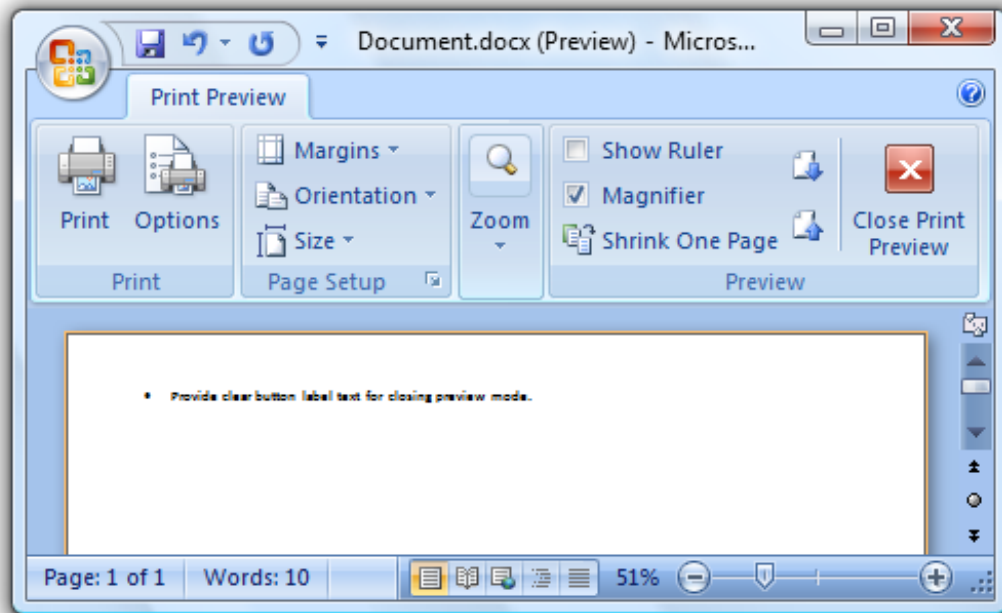 Document.docx (Preview) - Micros...
Print Preview
Print
Options
Margins
Orientation
Size
Zoom
Show Ruler
Magnifier
Shrink One Page
Close Print
Preview
Print
Page Setup
Preview
• Provide clear button label text for closing preview mode.
Page: 1 of 1
Words: 10
51%